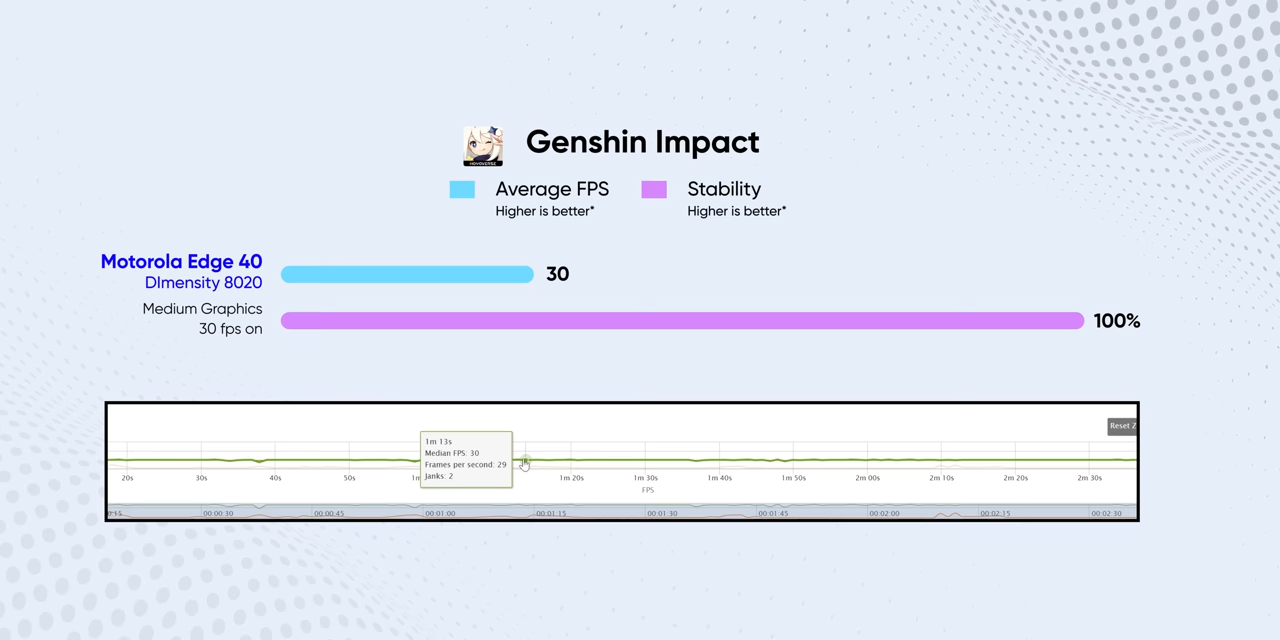 HOYOVERSE
Genshin Impact
Average FPS
Higher is better*
Stability
Higher is better*
Motorola Edge 40
DImensity 8020
30
Medium Graphics
30 fps on
100%
Reset Z
1m 13s
Median FPS: 30
Frames per second: 29
Janks: 2
20s 30s 40s 50s 1m 20s 1m 30s 1m 40s 1m 50s 2m 00s 2m 10s 2m 20s 2m 30s
FPS
00:00:30 00:00:45 00:01:00 00:01:15 00:01:30 00:01:45 00:02:00 00:02:15 00:02:30